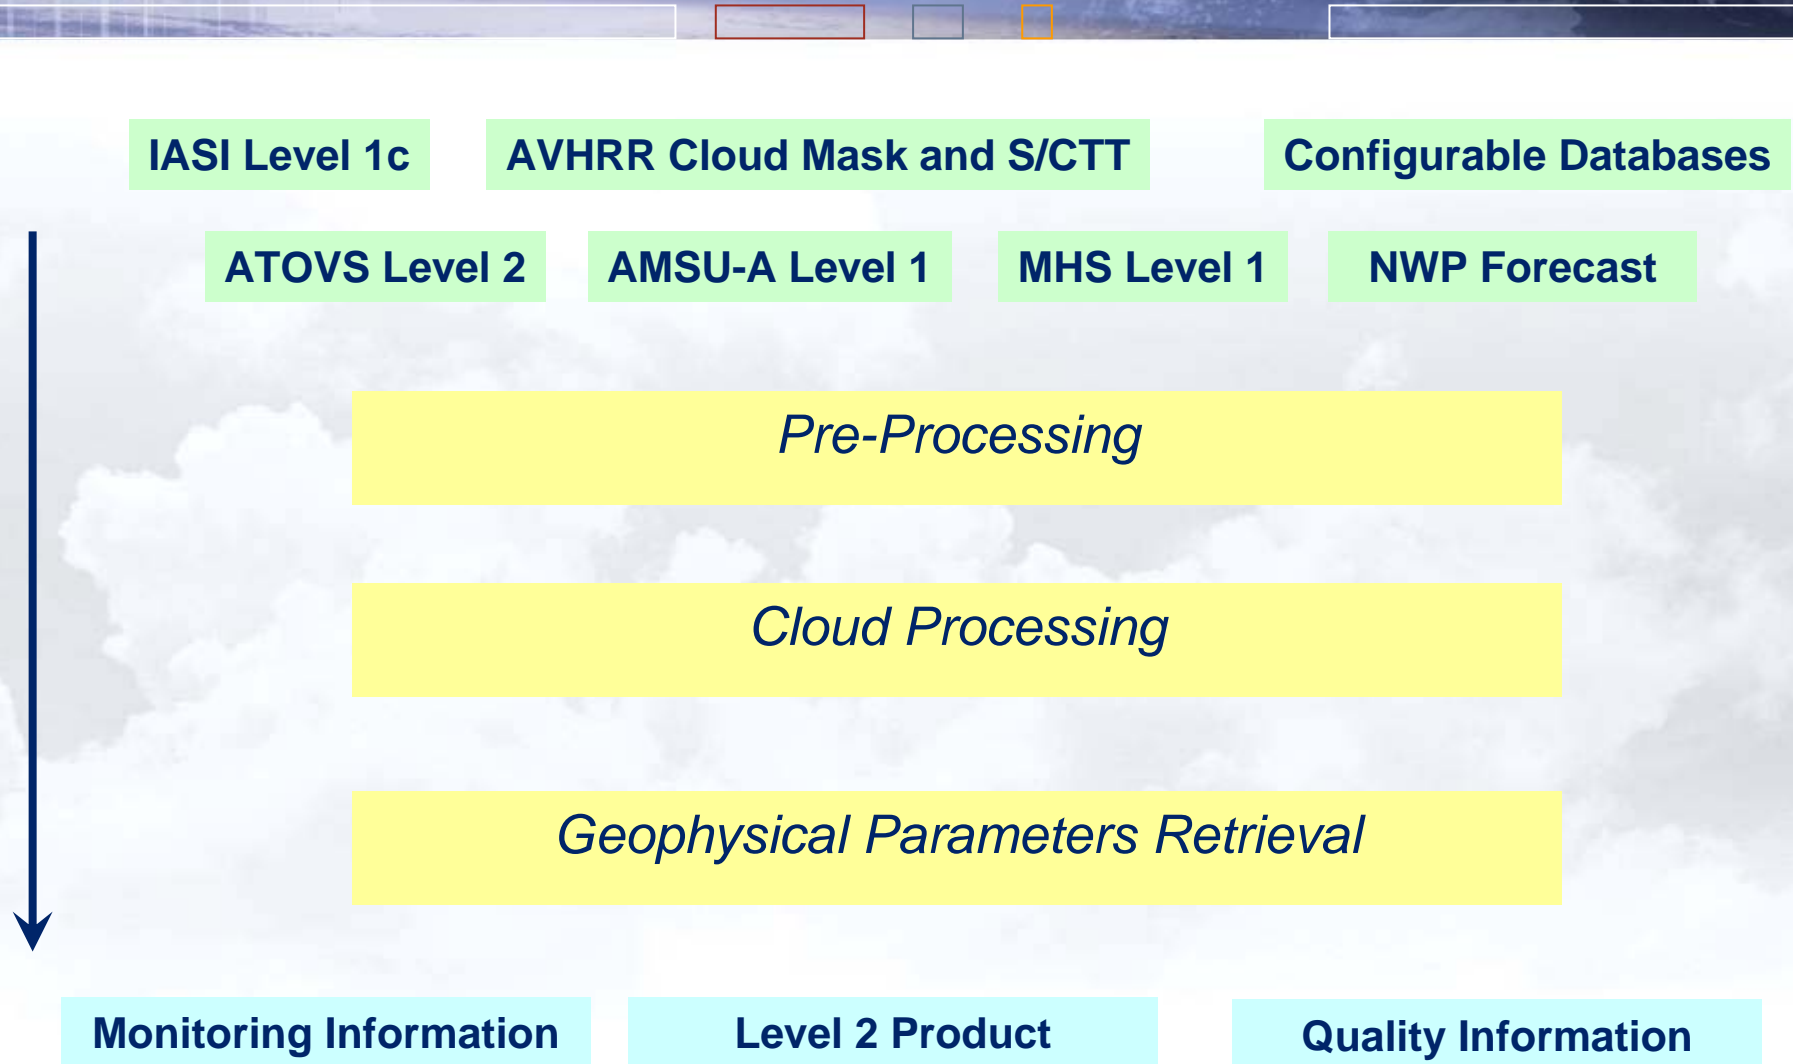 IASI Level 1c
AVHRR Cloud Mask and S/CTT
Configurable Databases
ATOVS Level 2
AMSU-A Level 1
MHS Level 1
NWP Forecast
Pre-Processing
Cloud Processing
Geophysical Parameters Retrieval
Monitoring Information
Level 2 Product
Quality Information